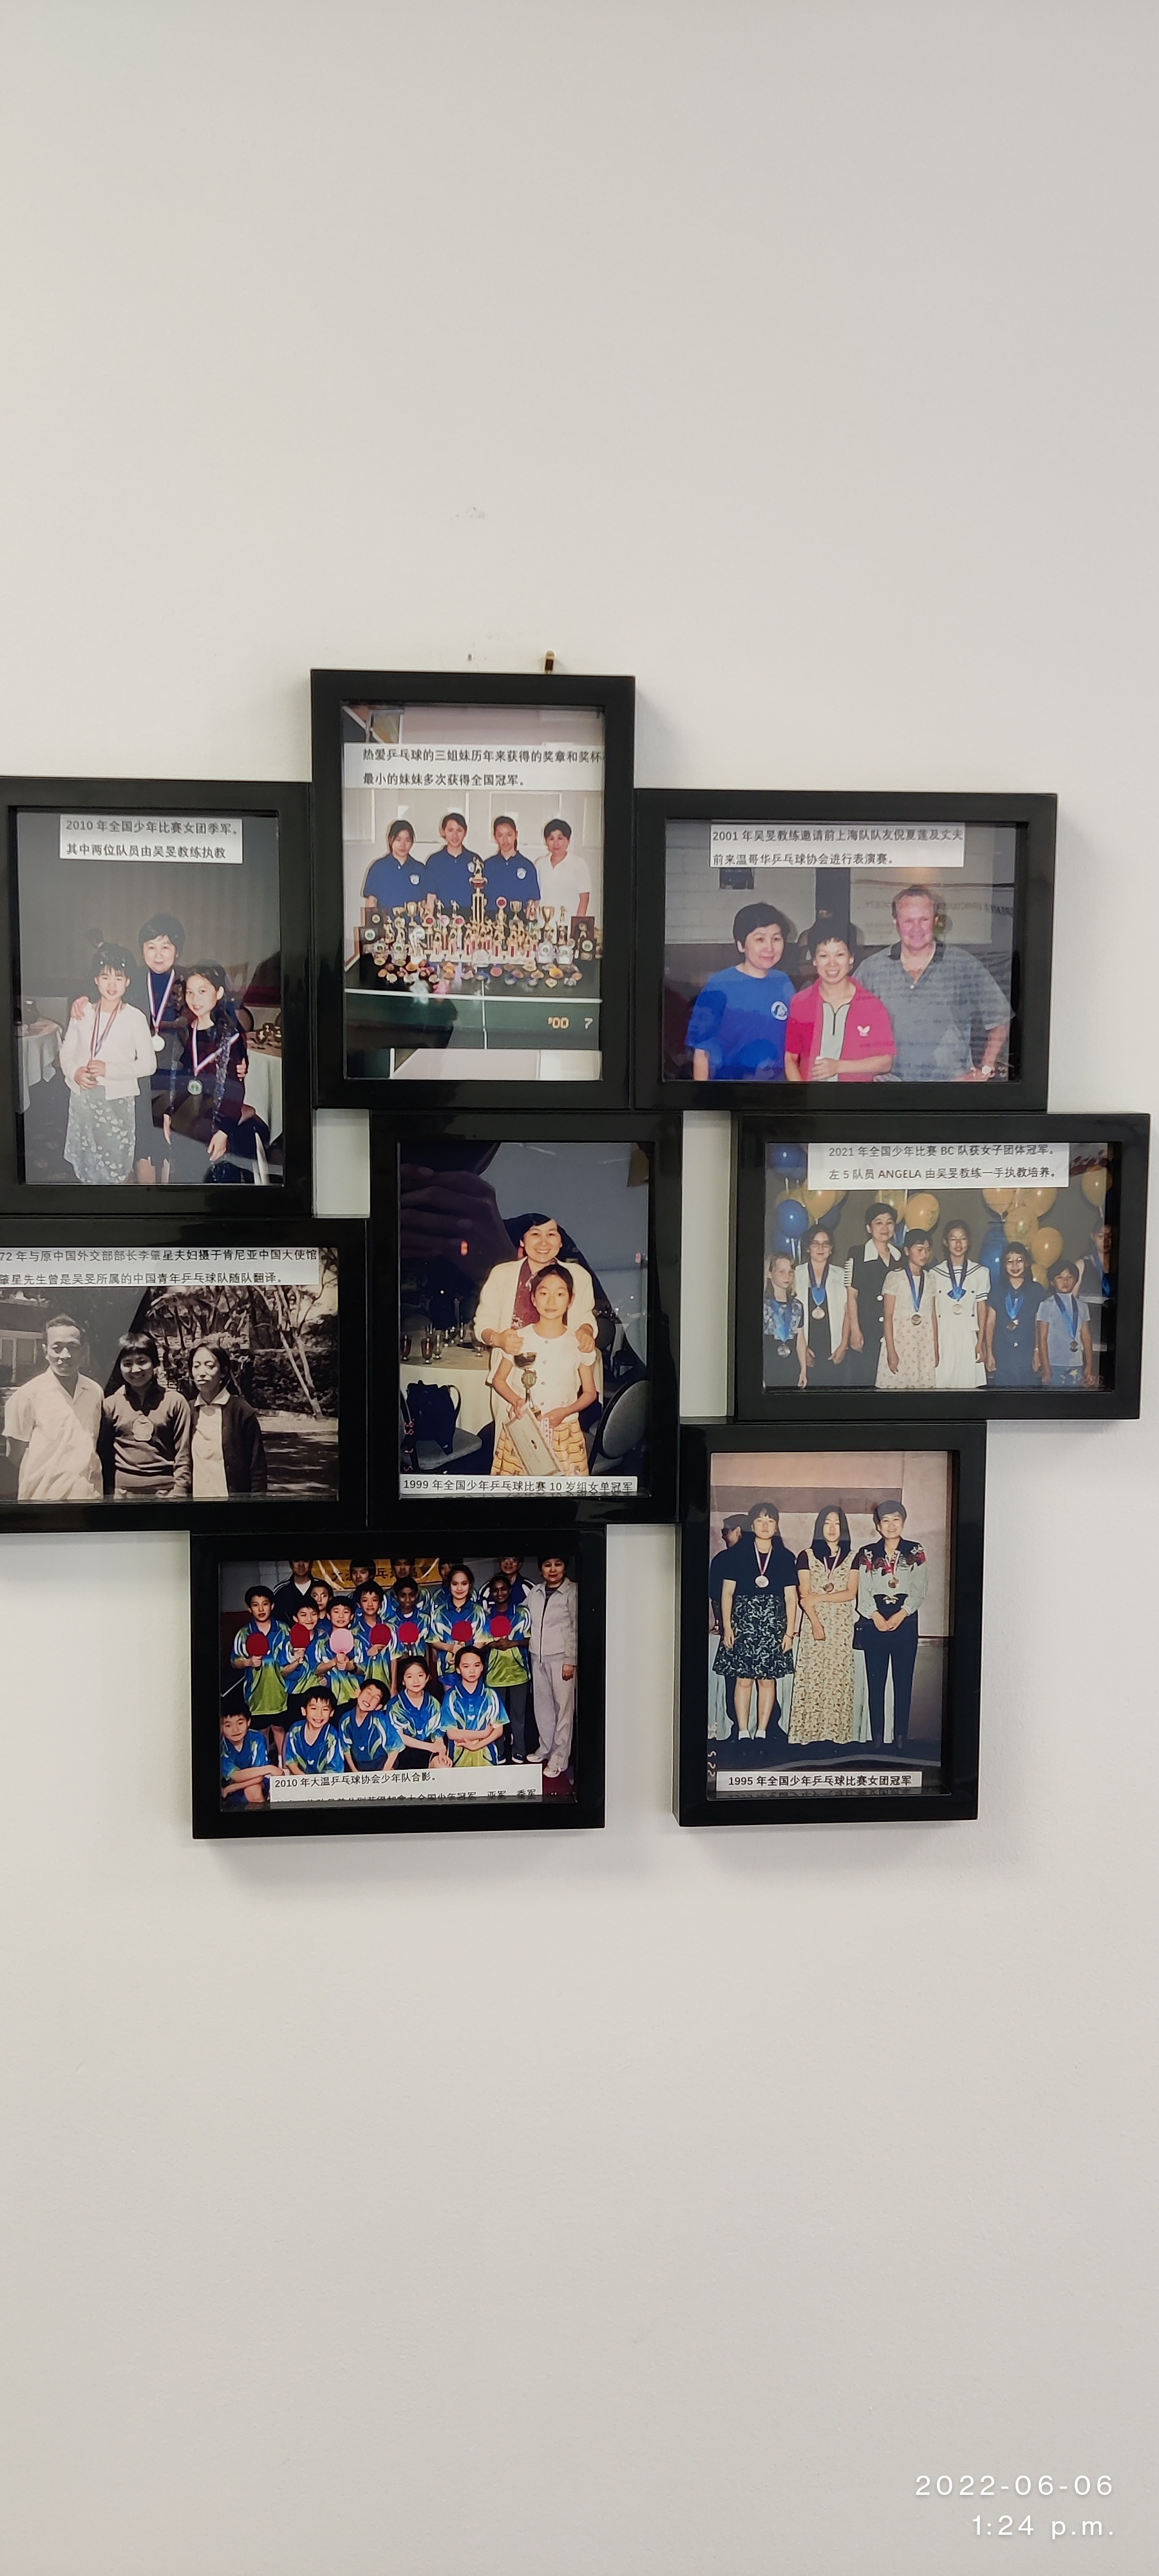 热爱乒乓球的三姐妹历年来获得的奖章和奖杯
最小的妹妹多次获得全国冠军。
'00 7
2010 年全国少年比赛女团季军。
其中两位队员由吴旻教练执教
2001 年吴旻教练邀请前上海队队友倪夏莲及丈夫
前来温哥华乒乓球协会进行表演赛。
2021 年全国少年比赛 BC 队获女子团体冠军。
左 5 队员 ANGELA 由吴旻教练一手执教培养。
72 年与原中国外交部部长李肇星夫妇摄于肯尼亚中国大使馆
肇星先生曾是吴旻所属的中国青年乒乓球队随队翻译。
1999 年全国少年乒乓球比赛 10 岁组女单冠军
2010 年大温乒乓球协会少年队合影。
全国少年冠军、亚军、季军
1995 年全国少年乒乓球比赛女团冠军
2022-06-06
1:24 p.m.